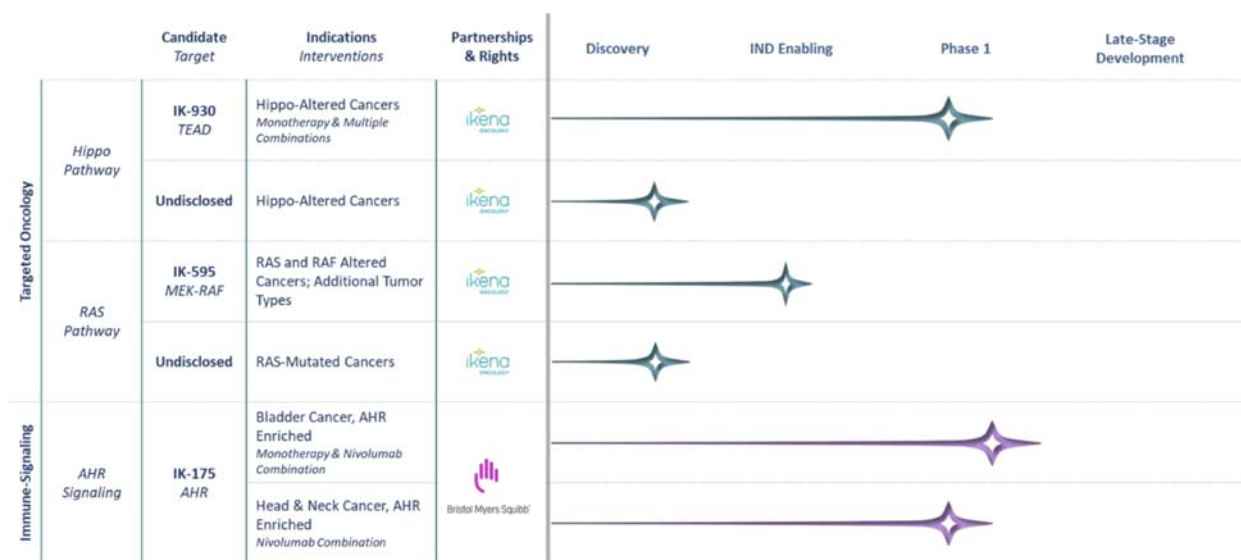 Candidate
Target
Indications
Interventions
Partnerships
& Rights
Discovery
IND Enabling
Phase 1
Late-Stage
Development
Targeted Oncology
Hippo
Pathway
IK-930
TEAD
Hippo-Altered Cancers
Monotherapy & Multiple
Combinations
ikena
ONCOLOGY
Undisclosed
Hippo-Altered Cancers
ikena
ONCOLOGY
RAS
Pathway
IK-595
MEK-RAF
RAS and RAF Altered
Cancers; Additional Tumor
Types
ikena
ONCOLOGY
Undisclosed
RAS-Mutated Cancers
ikena
ONCOLOGY
Immune-Signaling
AHR
Signaling
IK-175
AHR
Bladder Cancer, AHR
Enriched
Monotherapy & Nivolumab
Combination
Bristol Myers Squibb
Head & Neck Cancer, AHR
Enriched
Nivolumab Combination